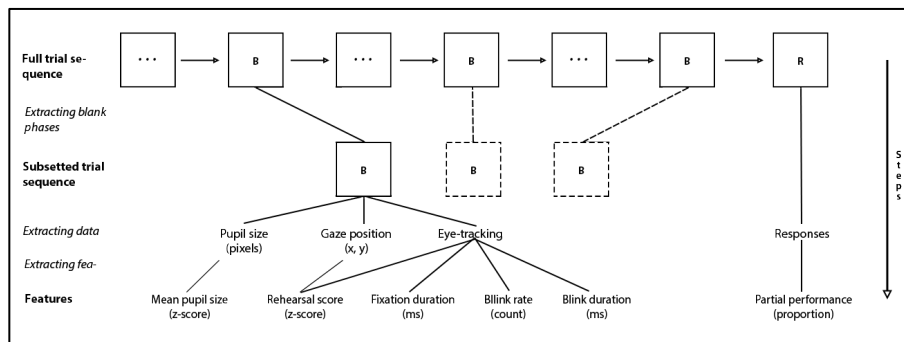 Full trial se-
quence
... B ... B ... B R
Extracting blank
phases
Subsetted trial
sequence
B B B
Steps
Extracting data
Pupil size
(pixels)
Gaze position
(x, y)
Eye-tracking
Responses
Extracting fea-
Features
Mean pupil size
(z-score)
Rehearsal score
(z-score)
Fixation duration
(ms)
Bllink rate
(count)
Blink duration
(ms)
Partial performance
(proportion)